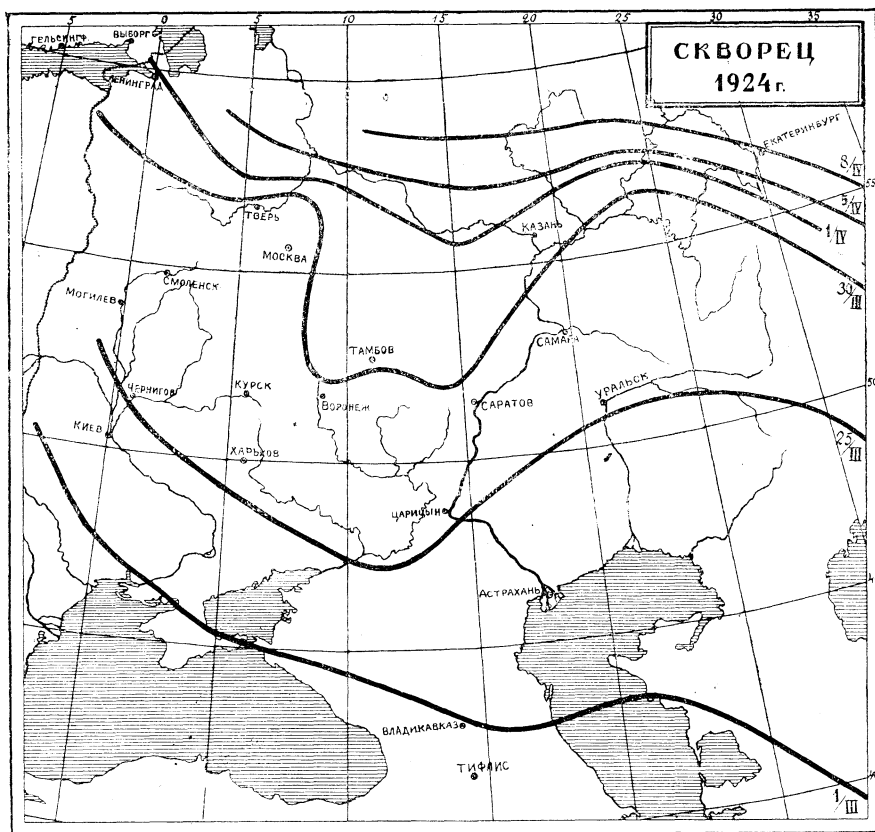 5 0 5 10 15 20 25 30 35
СКВОРЕЦ
1924 г.
ГЕЛЬСИНГФ.
ВЫБОРГ
ЛЕНИНГРАД
ЕКАТЕРИНБУРГ
8/IV
55
5/IV
ТВЕРЬ
КАЗАНЬ
1/IV
МОСКВА
СМОЛЕНСК
30/III
МОГИЛЕВ
САМАРА
ТАМБОВ
50
ЧЕРНИГОВ
КУРСК
ВОРОНЕЖ
САРАТОВ
УРАЛЬСК
КИЕВ
25/III
ХАРЬКОВ
ЦАРИЦЫН
АСТРАХАНЬ
ВЛАДИКАВКАЗ
ТИФЛИС
1/III